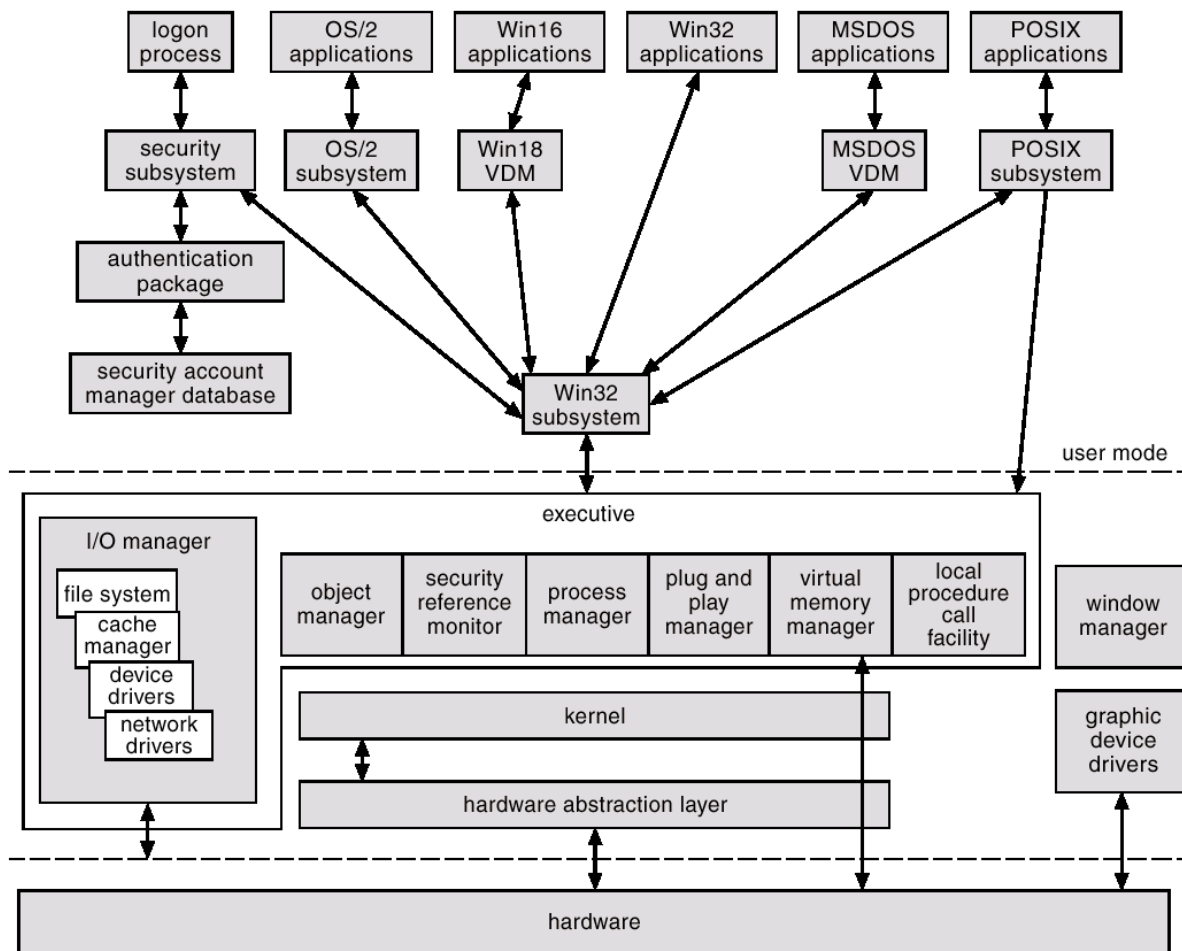 logon
process
OS/2
applications
Win16
applications
Win32
applications
MSDOS
applications
POSIX
applications
security
subsystem
OS/2
subsystem
Win18
VDM
MSDOS
VDM
POSIX
subsystem
authentication
package
security account
manager database
Win32
subsystem
user mode
executive
I/O manager
file system
cache
manager
device
drivers
network
drivers
object
manager
security
reference
monitor
process
manager
plug and
play
manager
virtual
memory
manager
local
procedure
call
facility
window
manager
kernel
graphic
device
drivers
hardware abstraction layer
hardware